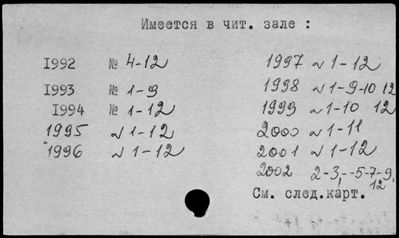 Имеется в чит. зале :
1992 № 4-12
1993 № 1-9
1994 № 1-12
1995 № 1-12
1996 № 1-12
1997 № 1-12
1998 № 1-9-10 12
1999 № 1-10 12
2000 № 1-11
2001 № 1-12
2002 2-3,-5-7-9,
12
См. след.карт.